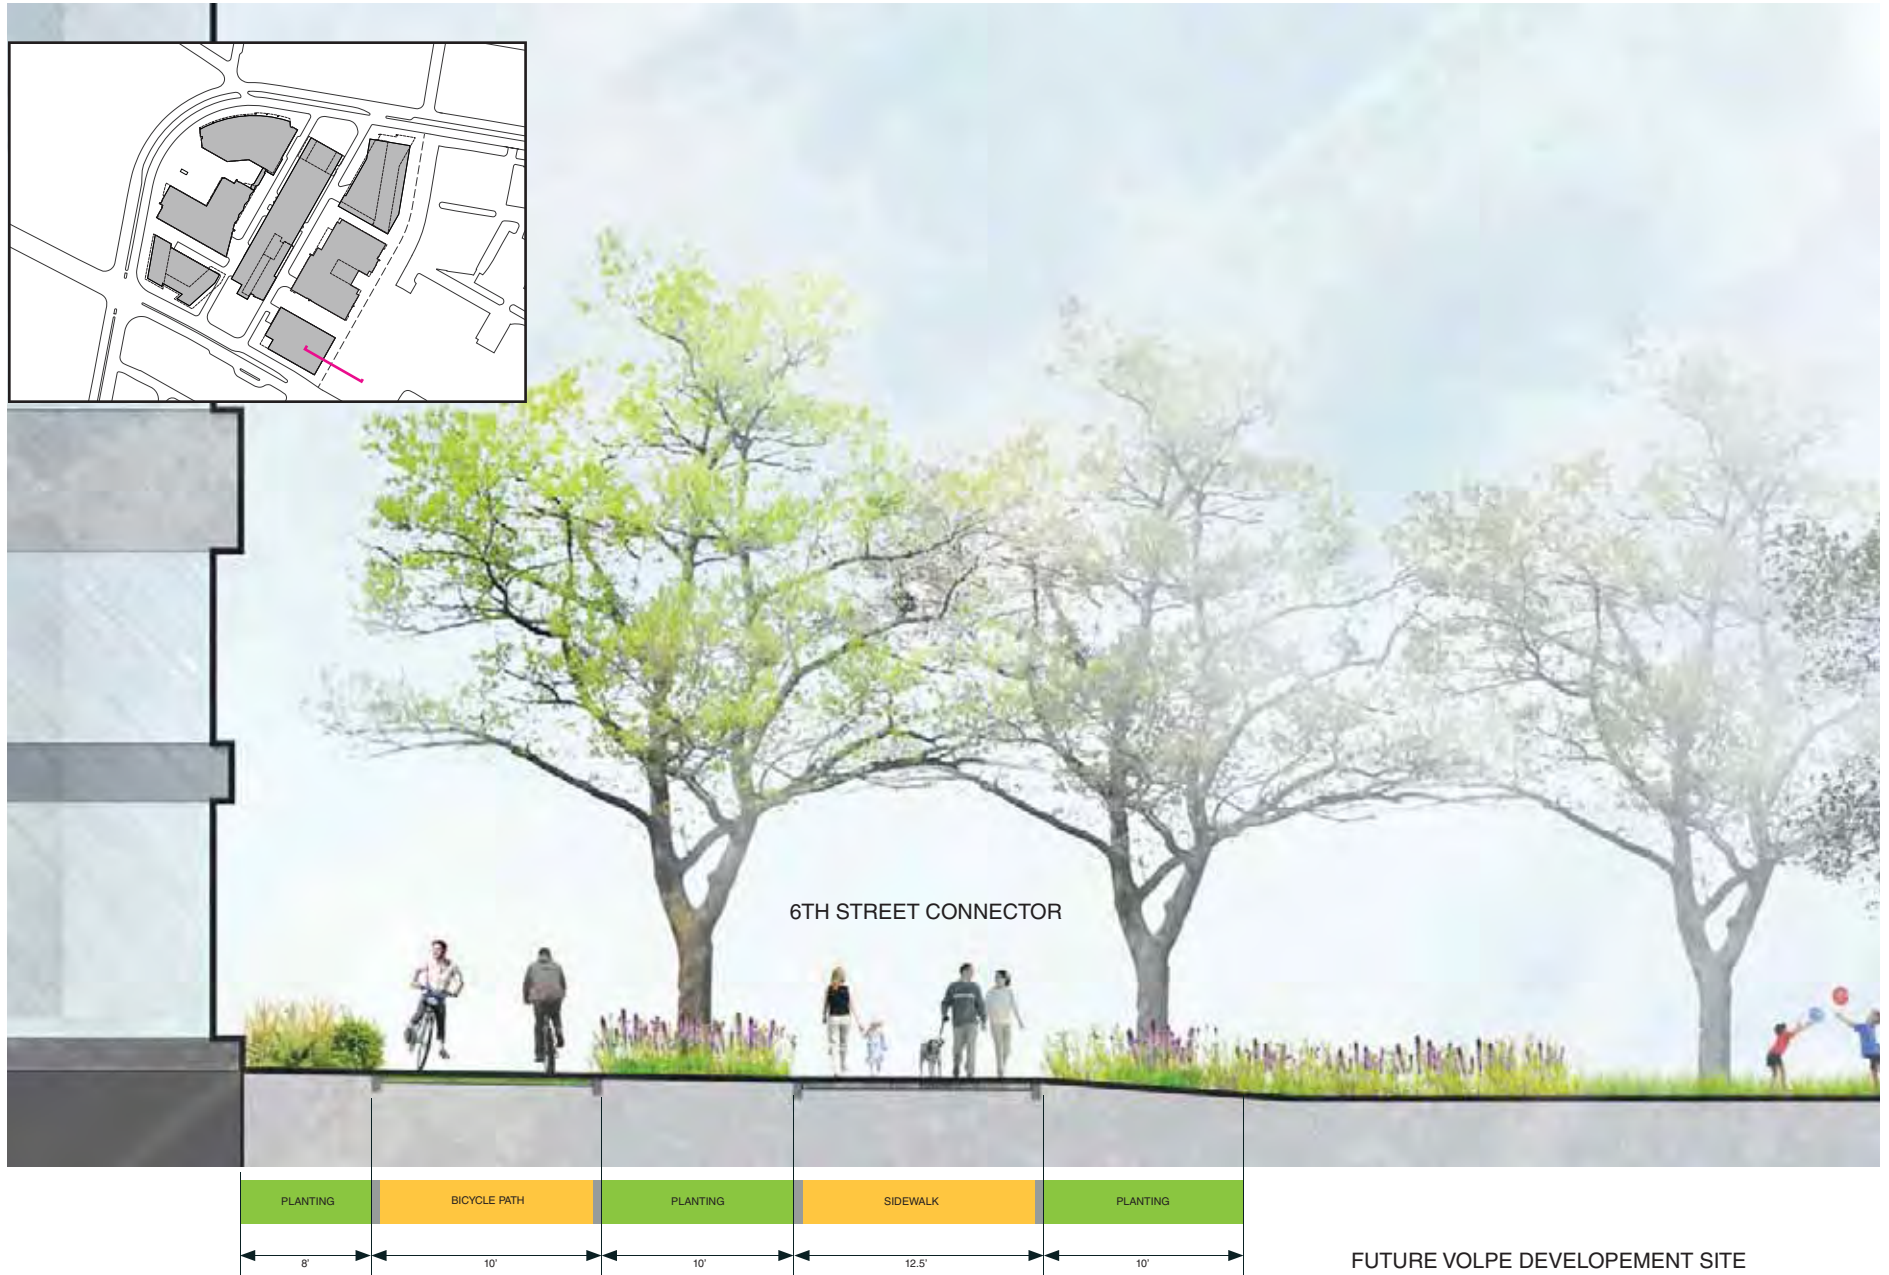 6TH STREET CONNECTOR
PLANTING
BICYCLE PATH
PLANTING
SIDEWALK
PLANTING
8'
10'
10'
12.5'
10'
FUTURE VOLPE DEVELOPEMENT SITE